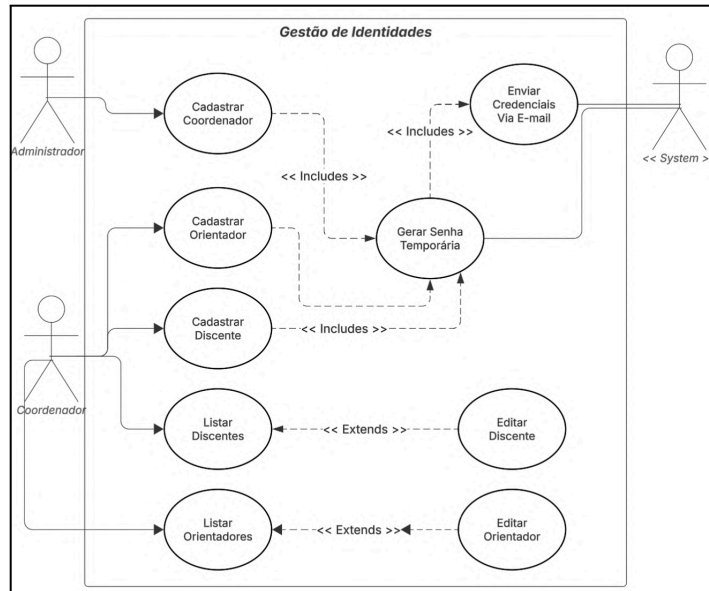 Gestão de Identidades
Administrador
Cadastrar
Coordenador
Enviar
Credenciais
Via E-mail
<< System >
<< Includes >>
<< Includes >>
Cadastrar
Orientador
Gerar Senha
Temporária
Cadastrar
Discente
<< Includes >>
Coordenador
Listar
Discentes
<< Extends >>
Editar
Discente
Listar
Orientadores
<< Extends >>
Editar
Orientador